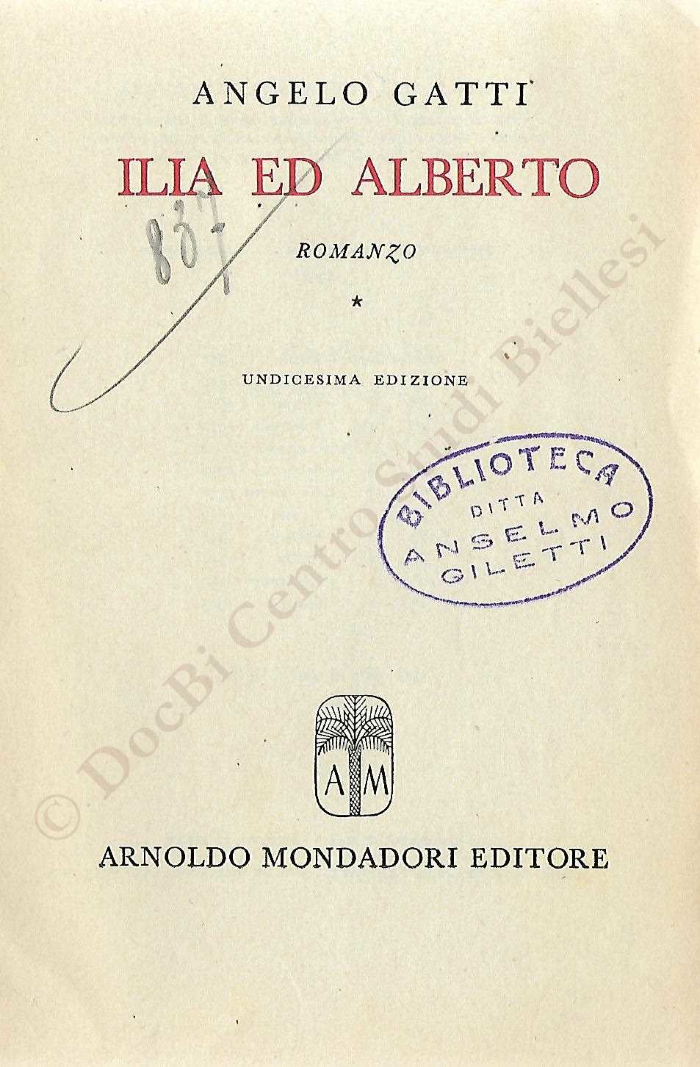 ANGELO GATTI
ILIA ED ALBERTO
837
ROMANZO
*
UNDICESIMA EDIZIONE
BIBLIOTECA
DITTA
ANSELMO
GILETTI
© DocBi Centro Studi Biellesi
A M
ARNOLDO MONDADORI EDITORE